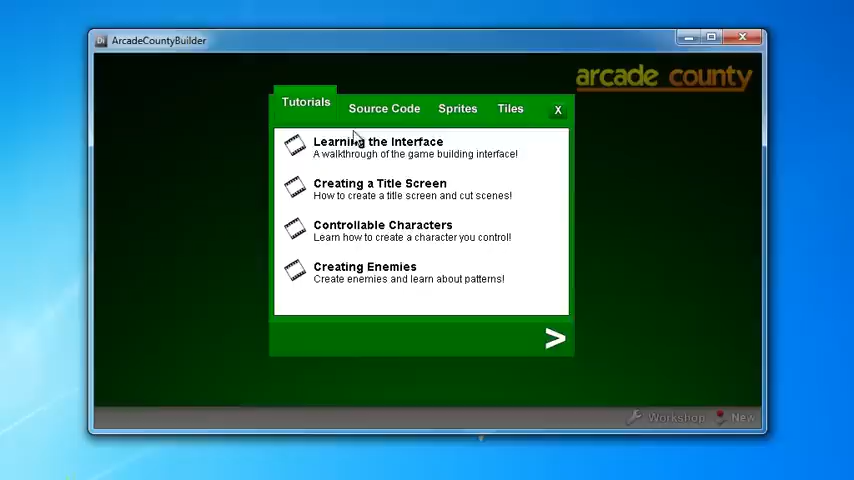 ArcadeCountyBuilder
arcade county
Tutorials Source Code Sprites Tiles X
Learning the Interface
A walkthrough of the game building interface!
Creating a Title Screen
How to create a title screen and cut scenes!
Controllable Characters
Learn how to create a character you control!
Creating Enemies
Create enemies and learn about patterns!
>
Workshop New